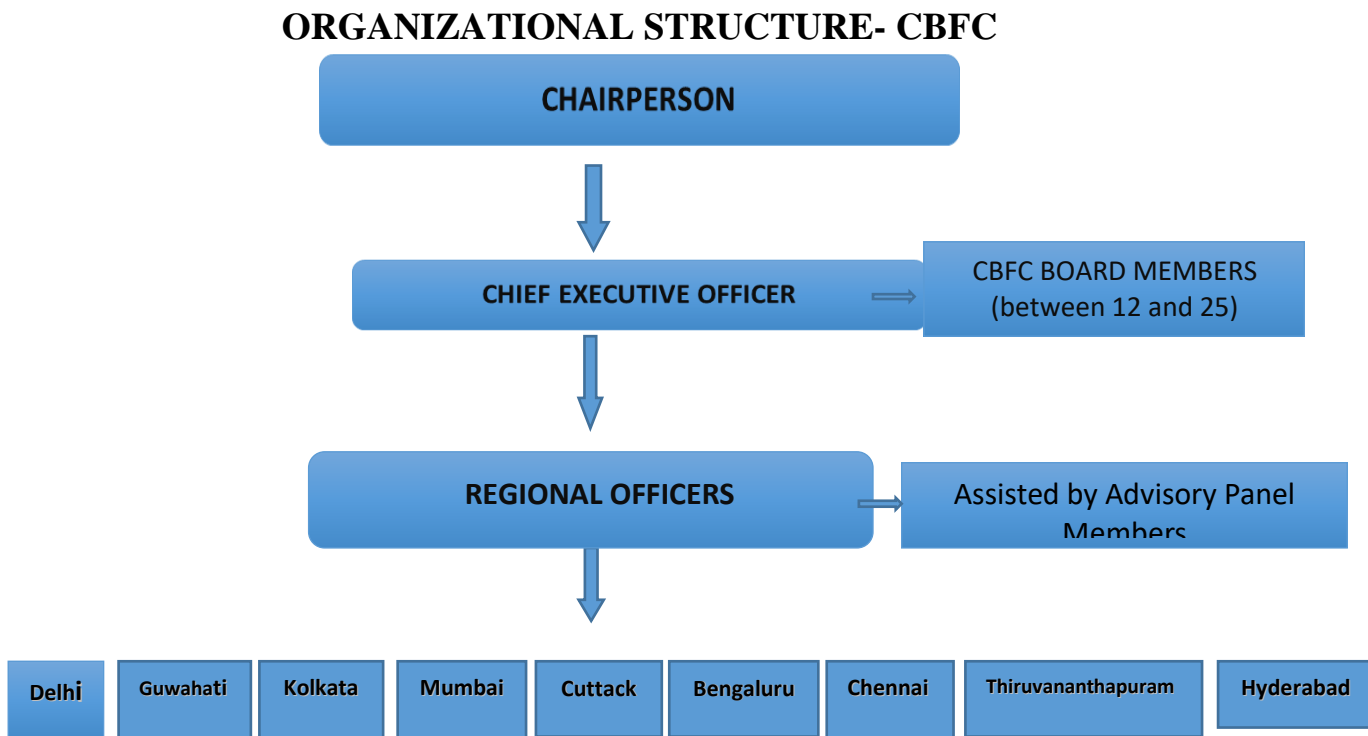 ORGANIZATIONAL STRUCTURE- CBFC
CHAIRPERSON
CHIEF EXECUTIVE OFFICER
CBFC BOARD MEMBERS
(between 12 and 25)
REGIONAL OFFICERS
Assisted by Advisory Panel
Members
Delhi
Guwahati
Kolkata
Mumbai
Cuttack
Bengaluru
Chennai
Thiruvananthapuram
Hyderabad